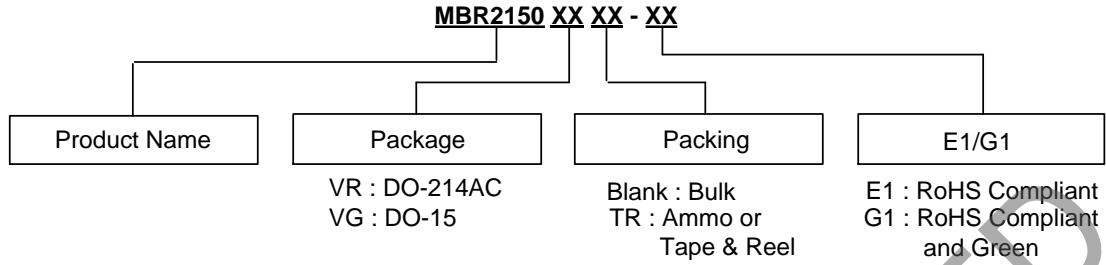 MBR2150 XX XX - XX
Product Name
Package
Packing
E1/G1
VR : DO-214AC
VG : DO-15
Blank : Bulk
TR : Ammo or
Tape & Reel
E1 : RoHS Compliant
G1 : RoHS Compliant
and Green